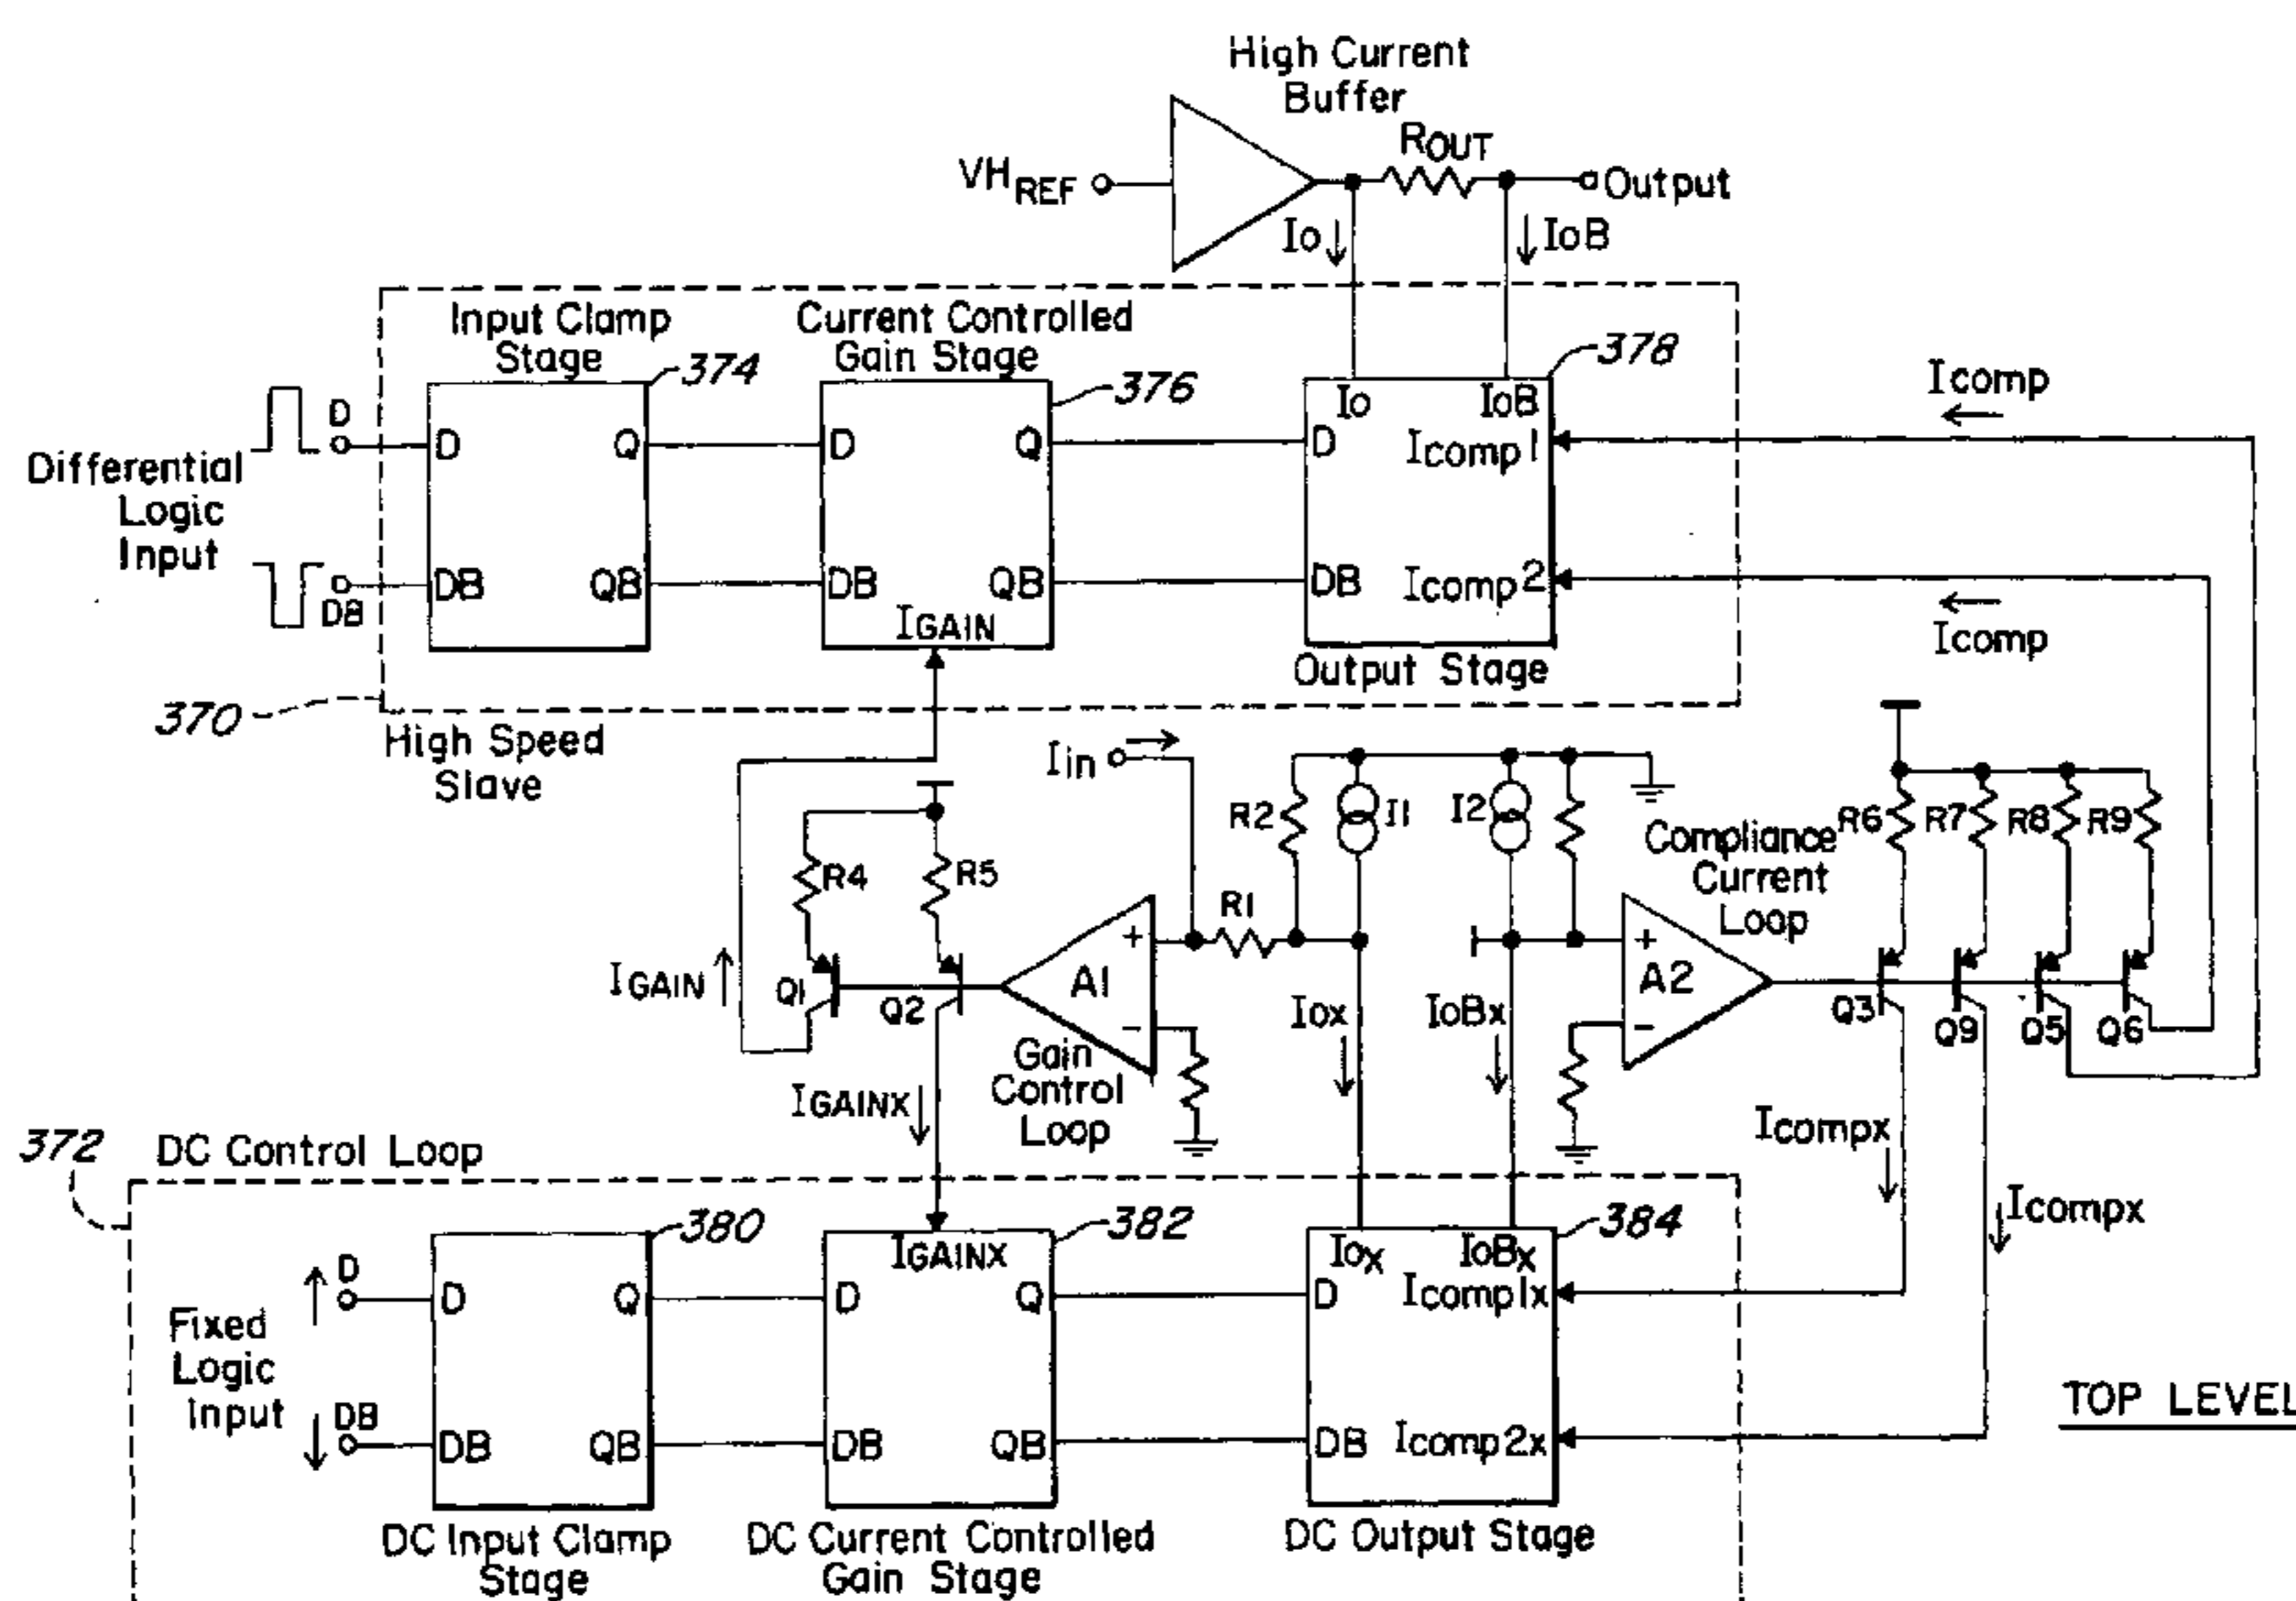 High Current
Buffer
ROUT
VHREF
Output
Io
IoB
Input Clamp
Stage
374
Current Controlled
Gain Stage
376
378
Icomp
Differential
Logic
Input
D
DB
D
Q
DB
QB
D
Q
DB
QB
IGAIN
Io
IoB
D
Icomp1
DB
Icomp2
Icomp
Output Stage
370
High Speed
Slave
Iin
R2
I1
I2
Compliance
Current
Loop
R6
R7
R8
R9
R4
R5
R1
+
A1
−
+
A2
−
IGAIN
Q1
Q2
Iox
IoBx
Q3
Q9
Q5
Q6
Gain
Control
Loop
IGAINX
Icompx
Icompx
372
DC Control Loop
380
382
384
Fixed
Logic
Input
D
DB
D
Q
DB
QB
IGAINX
D
Q
DB
QB
Iox
IoBx
D
Icomp1x
DB
Icomp2x
TOP LEVEL
DC Input Clamp
Stage
DC Current Controlled
Gain Stage
DC Output Stage